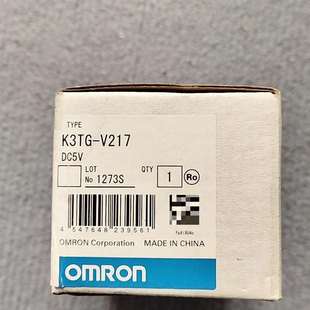 TYPE
K3TG-V217
DC5V
LOT
No 1273S
QTY
1
Ro
4 547648 239561
OMRON Corporation MADE IN CHINA
OMRON